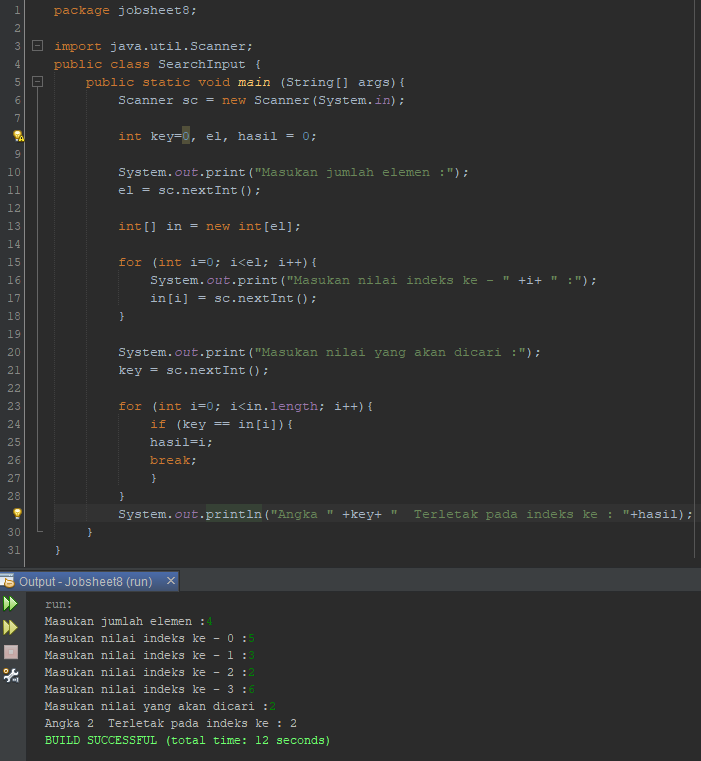 1 package jobsheet8;
2
3 import java.util.Scanner;
4 public class SearchInput {
5 public static void main (String[] args){
6 Scanner sc = new Scanner(System.in);
7
int key=0, el, hasil = 0;
9
10 System.out.print("Masukan jumlah elemen :");
11 el = sc.nextInt();
12
13 int[] in = new int[el];
14
15 for (int i=0; i<el; i++){
16 System.out.print("Masukan nilai indeks ke - " +i+ " :");
17 in[i] = sc.nextInt();
18 }
19
20 System.out.print("Masukan nilai yang akan dicari :");
21 key = sc.nextInt();
22
23 for (int i=0; i<in.length; i++){
24 if (key == in[i]){
25 hasil=i;
26 break;
27 }
28 }
System.out.println("Angka " +key+ "  Terletak pada indeks ke : "+hasil);
30 }
31 }
Output - Jobsheet8 (run) ×
run:
Masukan jumlah elemen :4
Masukan nilai indeks ke - 0 :5
Masukan nilai indeks ke - 1 :3
Masukan nilai indeks ke - 2 :2
Masukan nilai indeks ke - 3 :6
Masukan nilai yang akan dicari :2
Angka 2  Terletak pada indeks ke : 2
BUILD SUCCESSFUL (total time: 12 seconds)